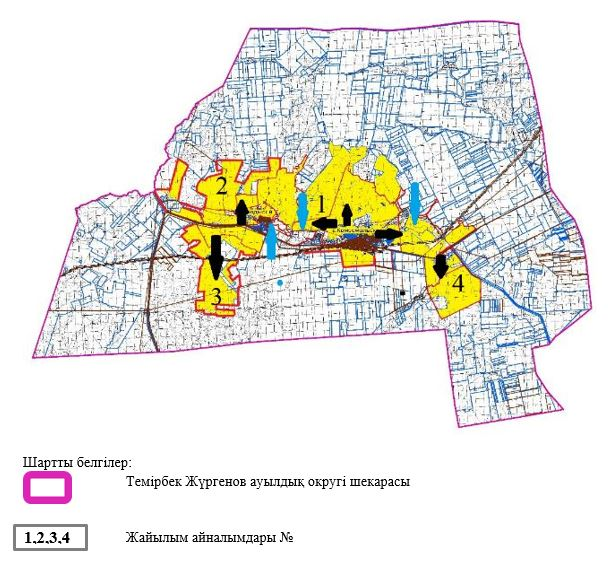 2
1
3
4
Шартты белгілер:
Темірбек Жүргенов ауылдық округі шекарасы
1,2,3,4 Жайылым айналымдары №